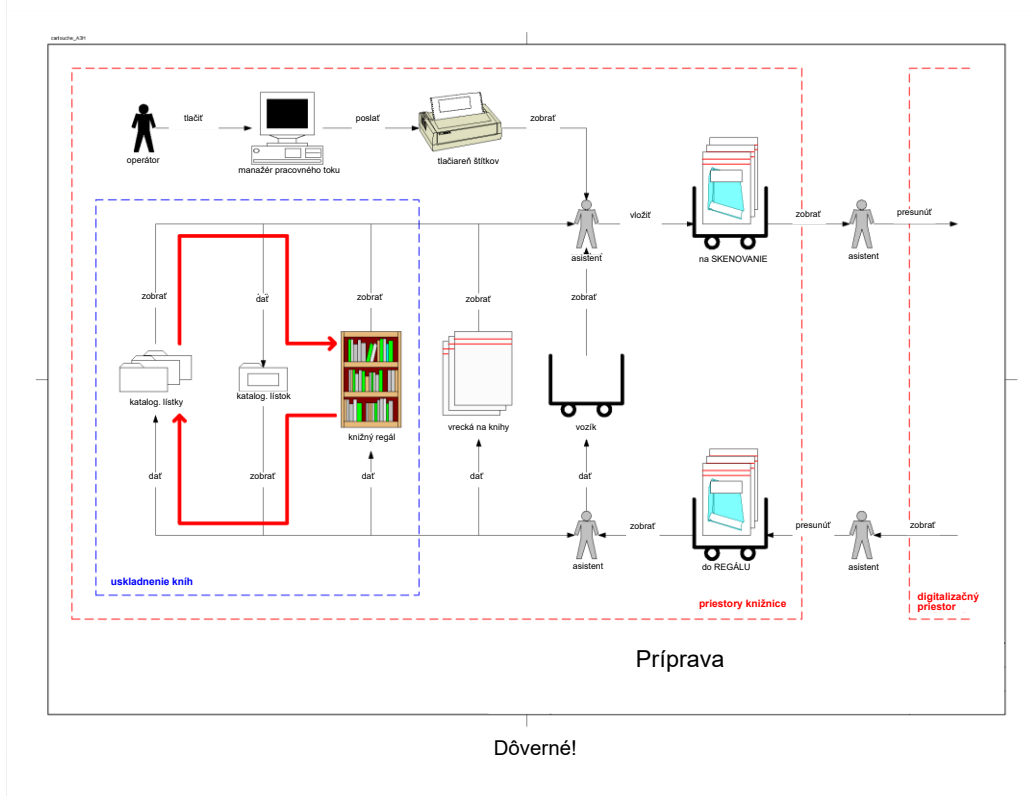 cartouche_A3H
tlačiť
poslať
zobrať
operátor
manažér pracovného toku
tlačiareň štítkov
vložiť
zobrať
presunúť
asistent
na SKENOVANIE
asistent
zobrať
dať
zobrať
zobrať
zobrať
katalog. lístky
katalog. lístok
knižný regál
vrecká na knihy
vozík
dať
zobrať
dať
dať
dať
zobrať
presunúť
zobrať
asistent
do REGÁLU
asistent
uskladnenie kníh
priestory knižnice
digitalizačný
priestor
Príprava
Dôverné!